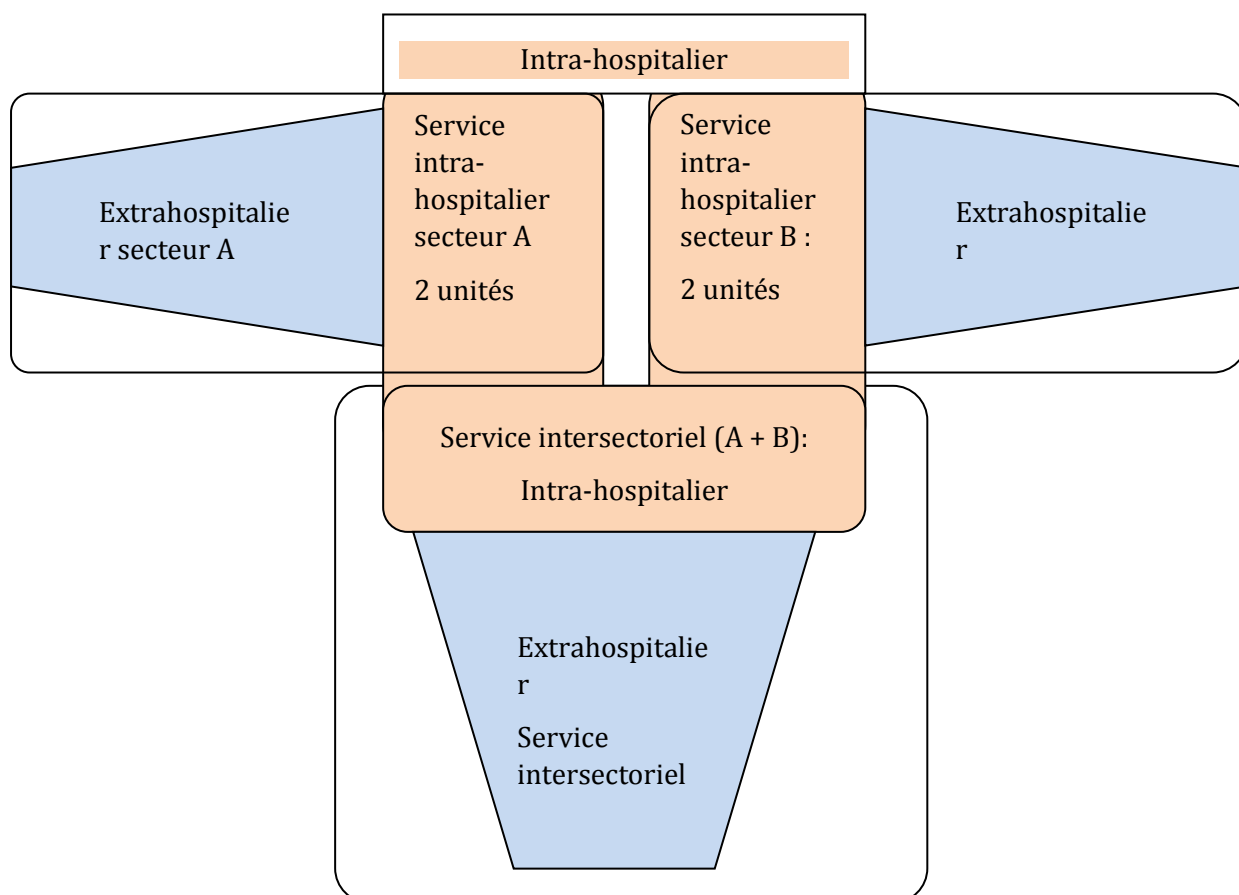 Intra-hospitalier
Extrahospitalie
r secteur A
Service
intra-
hospitalier
secteur A
2 unités
Service
intra-
hospitalier
secteur B :
2 unités
Extrahospitalie
r
Service intersectoriel (A + B):
Intra-hospitalier
Extrahospitalie
r
Service
intersectoriel